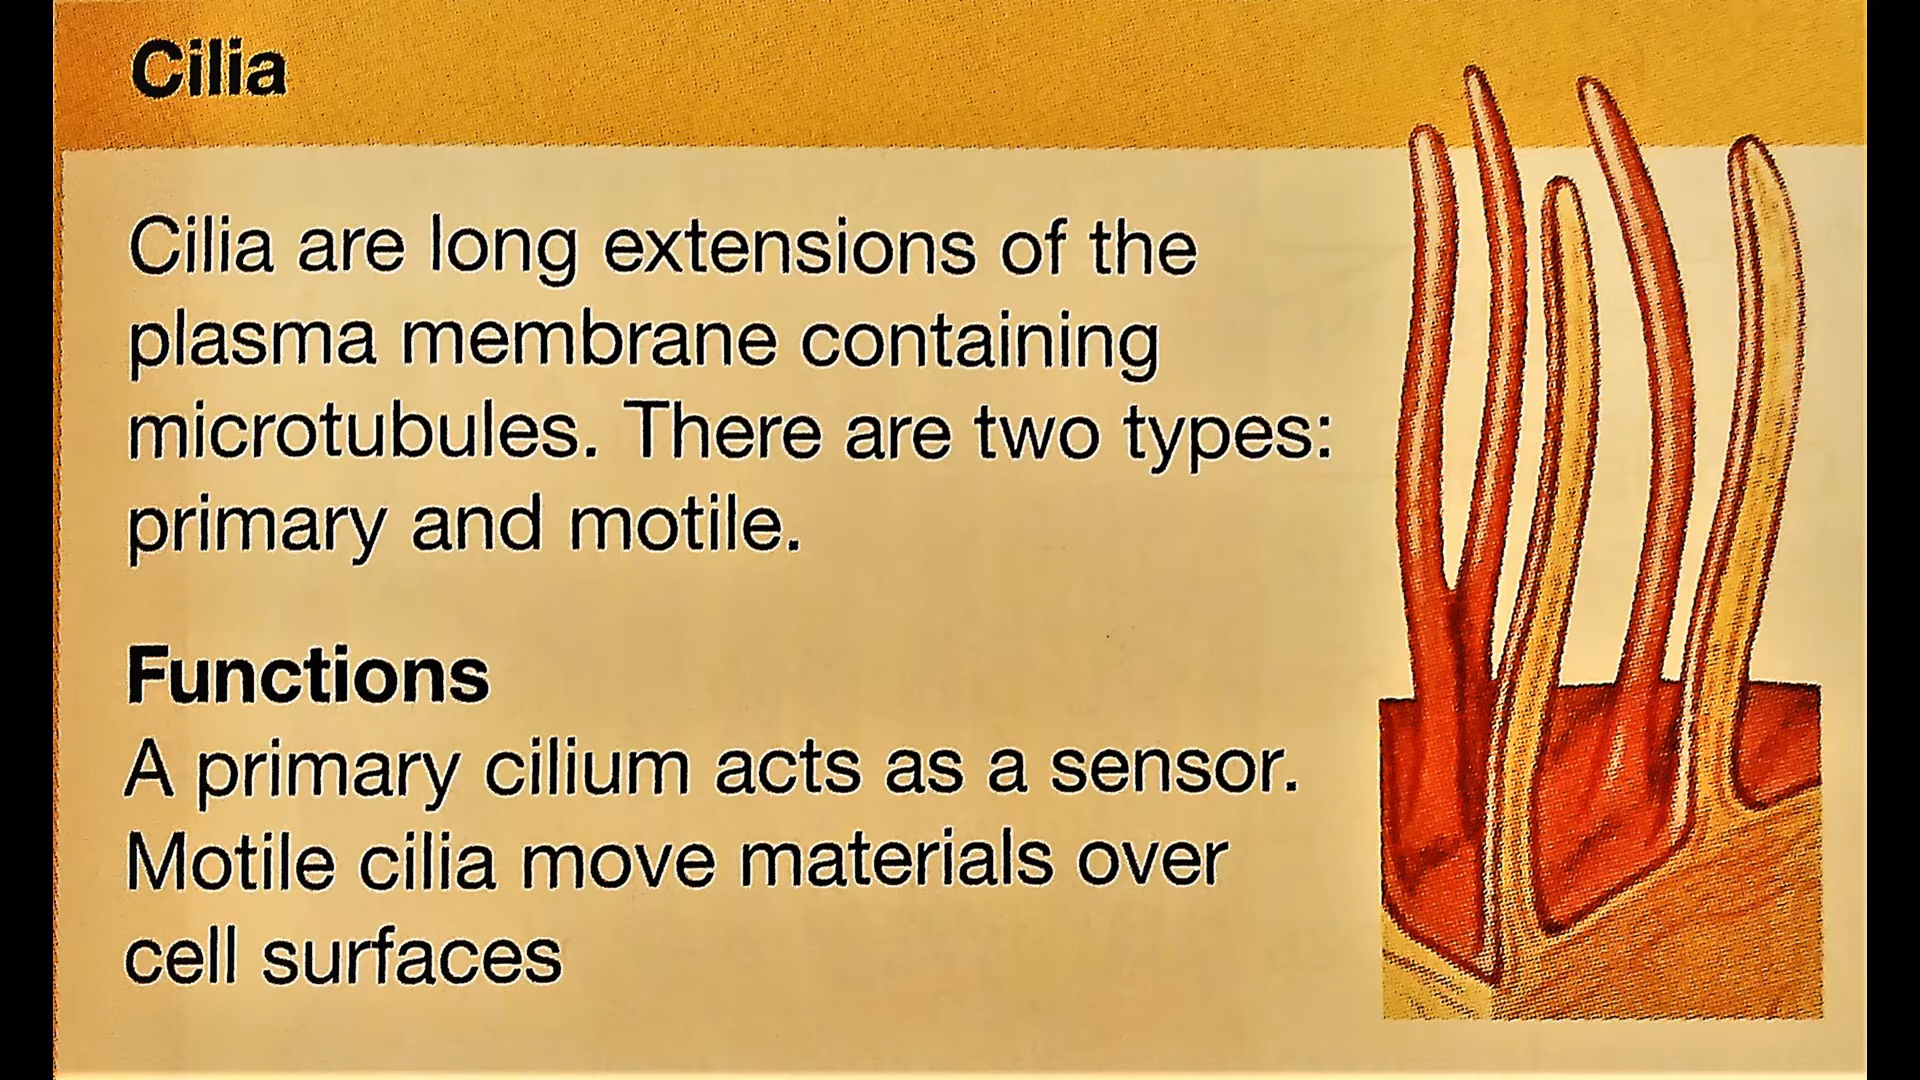 Cilia
Cilia are long extensions of the
plasma membrane containing
microtubules. There are two types:
primary and motile.
Functions
A primary cilium acts as a sensor.
Motile cilia move materials over
cell surfaces